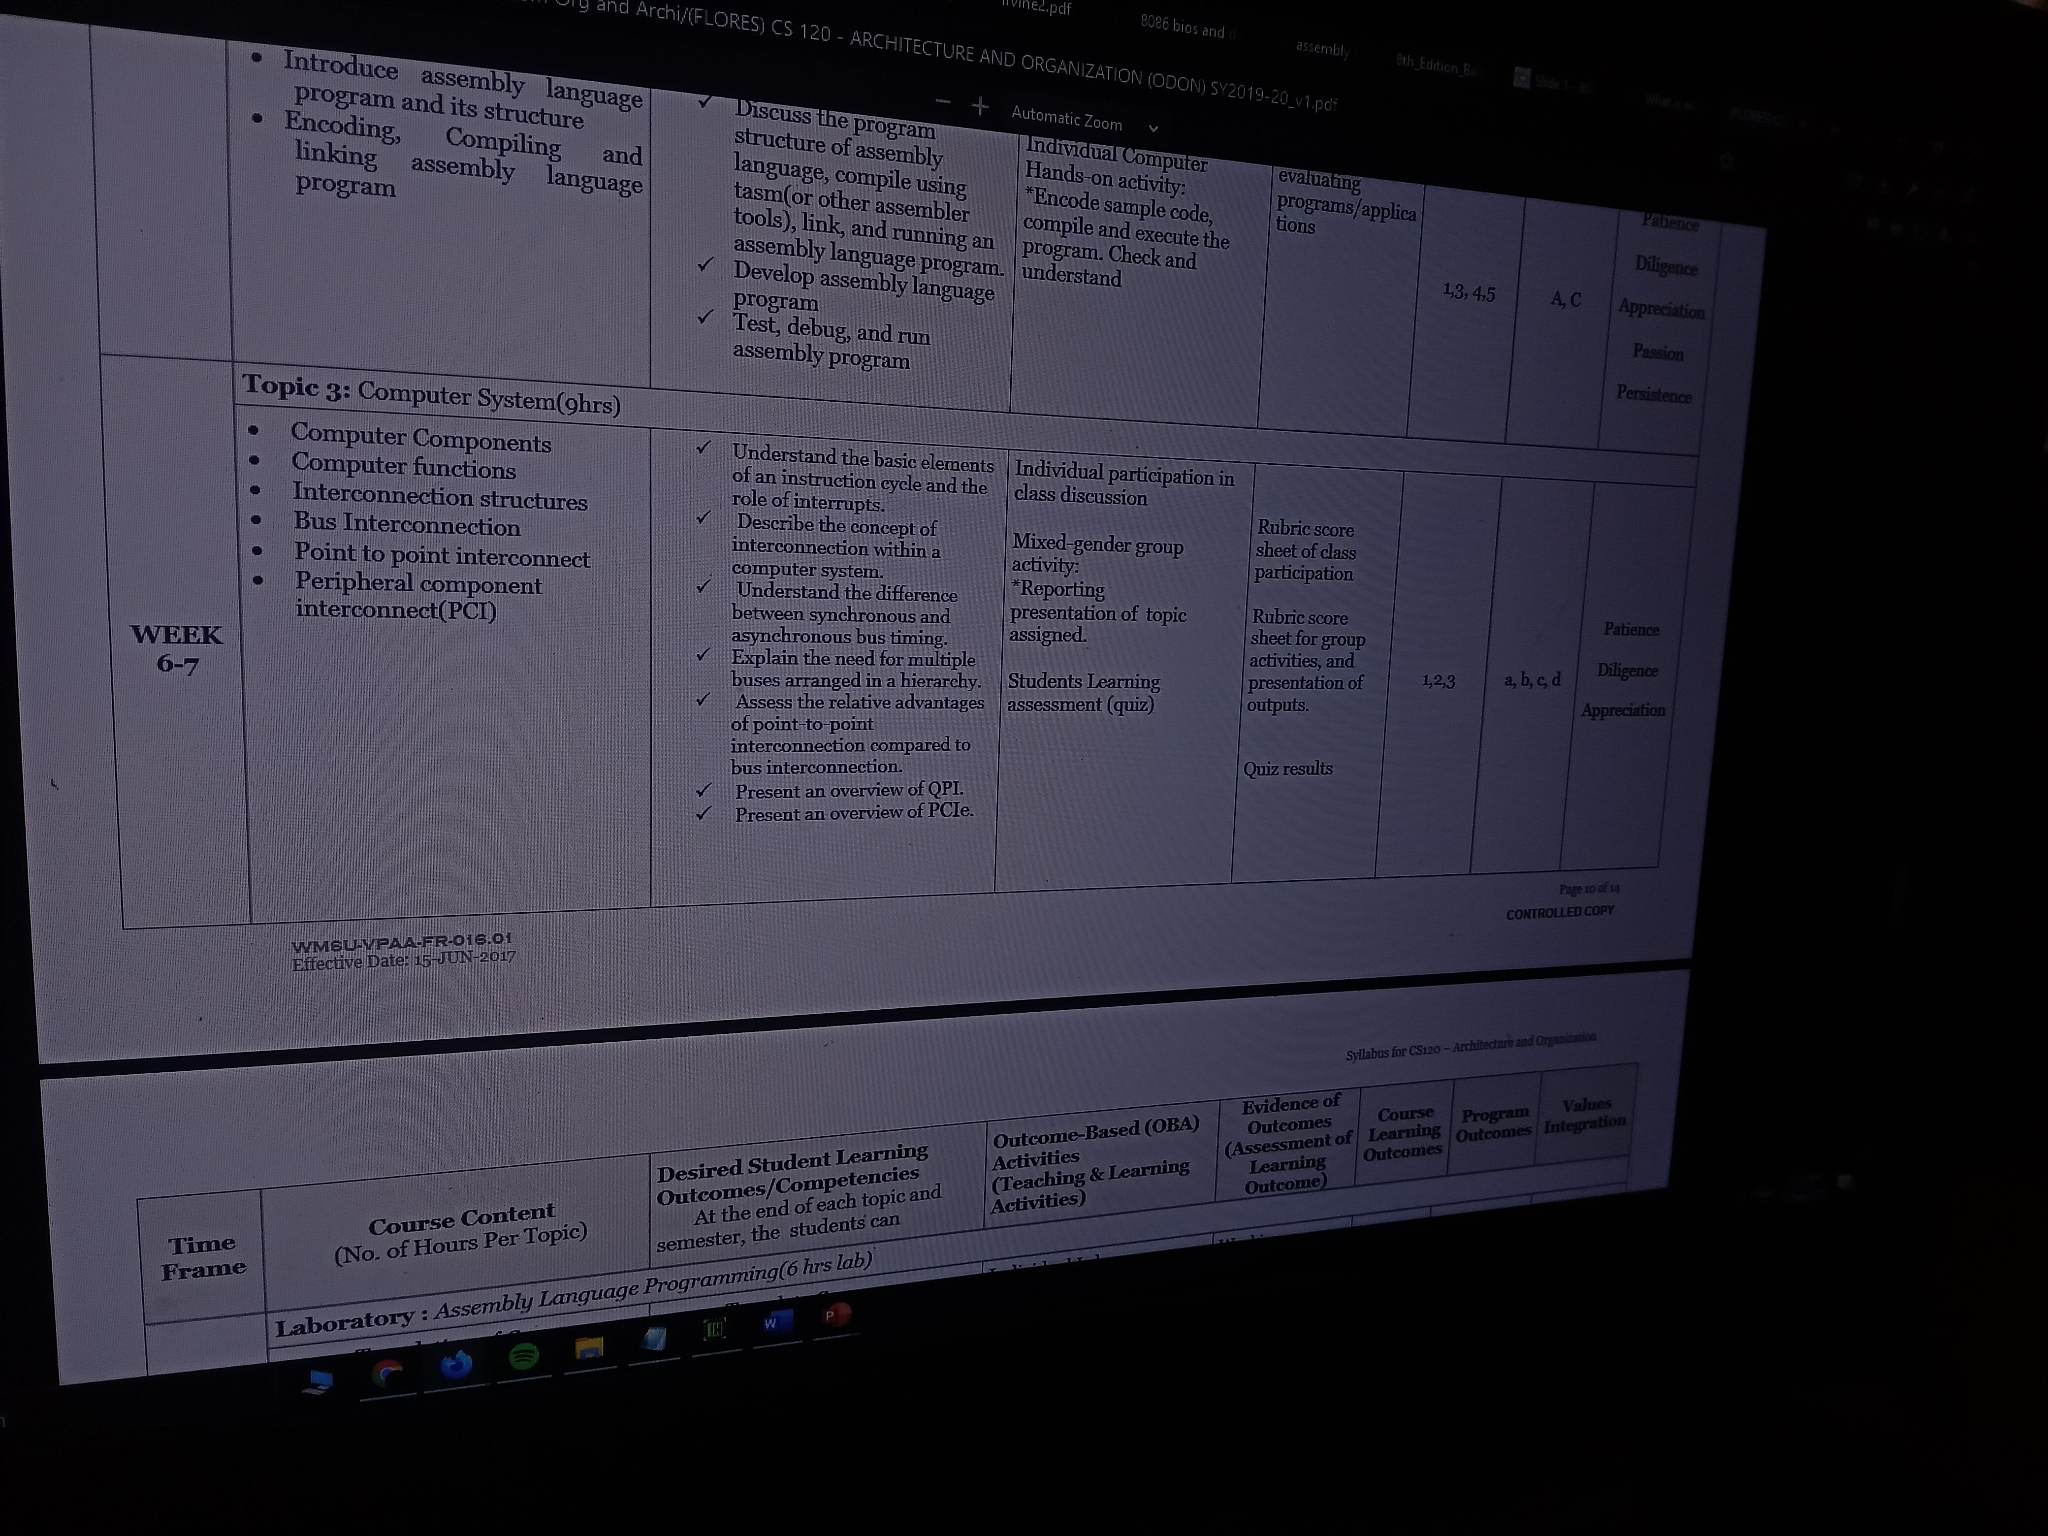 Org and Archi/(FLORES) CS 120 - ARCHITECTURE AND ORGANIZATION (ODON) SY2019-20_v1.pdf
8086 bios and
assembly
8th_Edition_Ba
Automatic Zoom
• Introduce assembly language
program and its structure
• Encoding, Compiling and
linking assembly language
program
✓ Discuss the program
structure of assembly
language, compile using
tasm(or other assembler
tools), link, and running an
assembly language program.
✓ Develop assembly language
program
✓ Test, debug, and run
assembly program
Individual Computer
Hands-on activity:
*Encode sample code,
compile and execute the
program. Check and
understand
evaluating
programs/applica
tions
1,3, 4,5
A, C
Patience
Diligence
Appreciation
Passion
Persistence
Topic 3: Computer System(9hrs)
WEEK
6-7
• Computer Components
• Computer functions
• Interconnection structures
• Bus Interconnection
• Point to point interconnect
• Peripheral component
interconnect(PCI)
✓ Understand the basic elements
of an instruction cycle and the
role of interrupts.
✓ Describe the concept of
interconnection within a
computer system.
✓ Understand the difference
between synchronous and
asynchronous bus timing.
✓ Explain the need for multiple
buses arranged in a hierarchy.
✓ Assess the relative advantages
of point-to-point
interconnection compared to
bus interconnection.
✓ Present an overview of QPI.
✓ Present an overview of PCIe.
Individual participation in
class discussion
Mixed-gender group
activity:
*Reporting
presentation of topic
assigned.
Students Learning
assessment (quiz)
Rubric score
sheet of class
participation
Rubric score
sheet for group
activities, and
presentation of
outputs.
Quiz results
1,2,3
a, b, c, d
Patience
Diligence
Appreciation
Page 10 of 14
CONTROLLED COPY
WMSU-VPAA-FR-016.01
Effective Date: 15-JUN-2017
Syllabus for CS120 – Architecture and Organization
Time
Frame
Course Content
(No. of Hours Per Topic)
Desired Student Learning
Outcomes/Competencies
At the end of each topic and
semester, the students can
Outcome-Based (OBA)
Activities
(Teaching & Learning
Activities)
Evidence of
Outcomes
(Assessment of
Learning
Outcome)
Course
Learning
Outcomes
Program
Outcomes
Values
Integration
Laboratory : Assembly Language Programming(6 hrs lab)